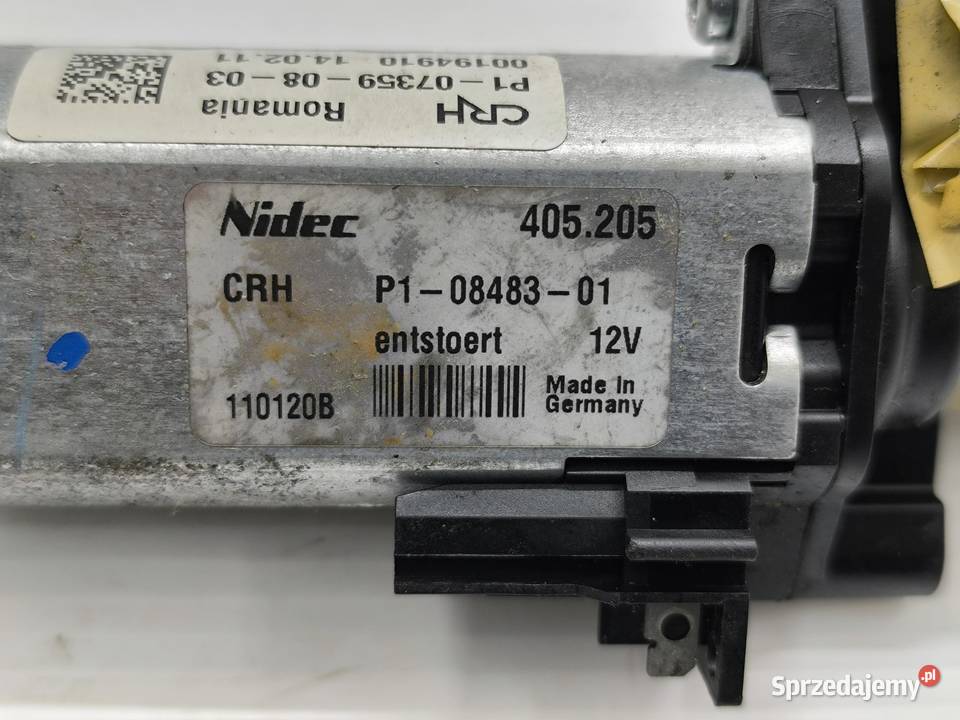 CRH
Romania
P1-07359-08-03
00194910 14.02.11
Nidec 405.205
CRH P1-08483-01
entstoert 12V
110120B Made in
Germany
Sprzedajemy.pl